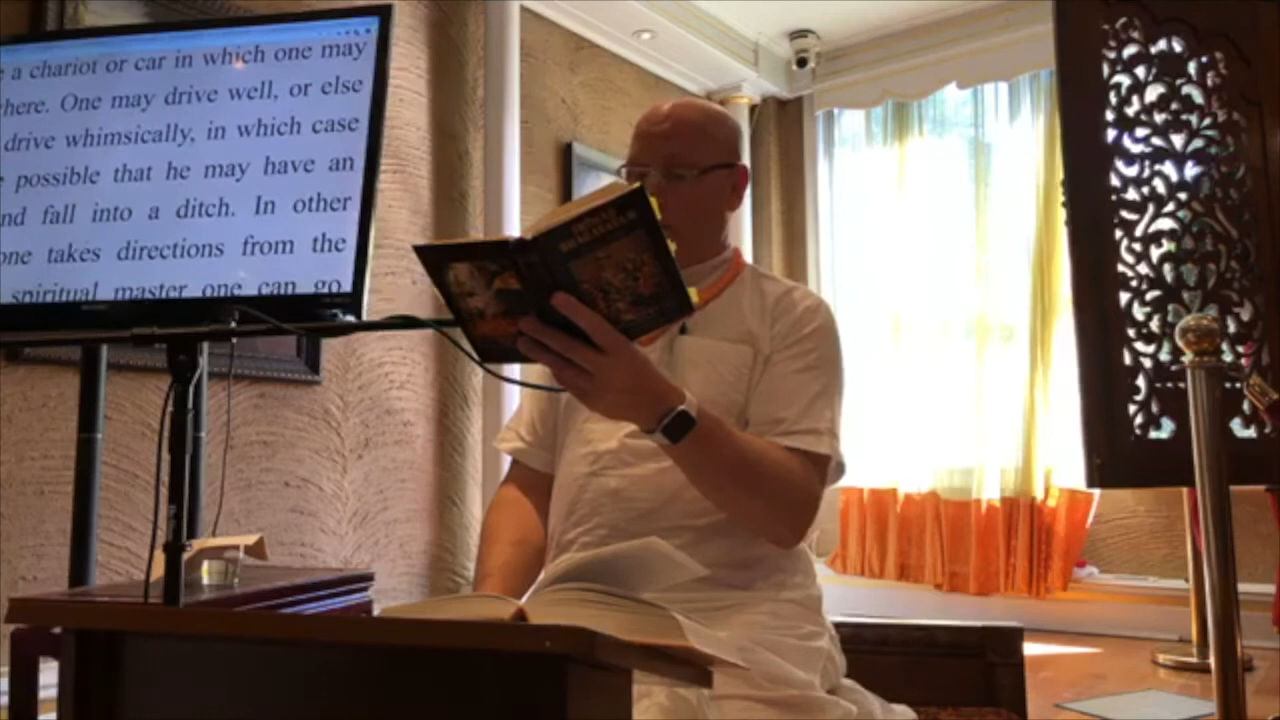 a chariot or car in which one may
here. One may drive well, or else
drive whimsically, in which case
possible that he may have an
nd fall into a ditch. In other
one takes directions from the
spiritual master one can go
ŚRĪMAD
BHĀGAVATAM